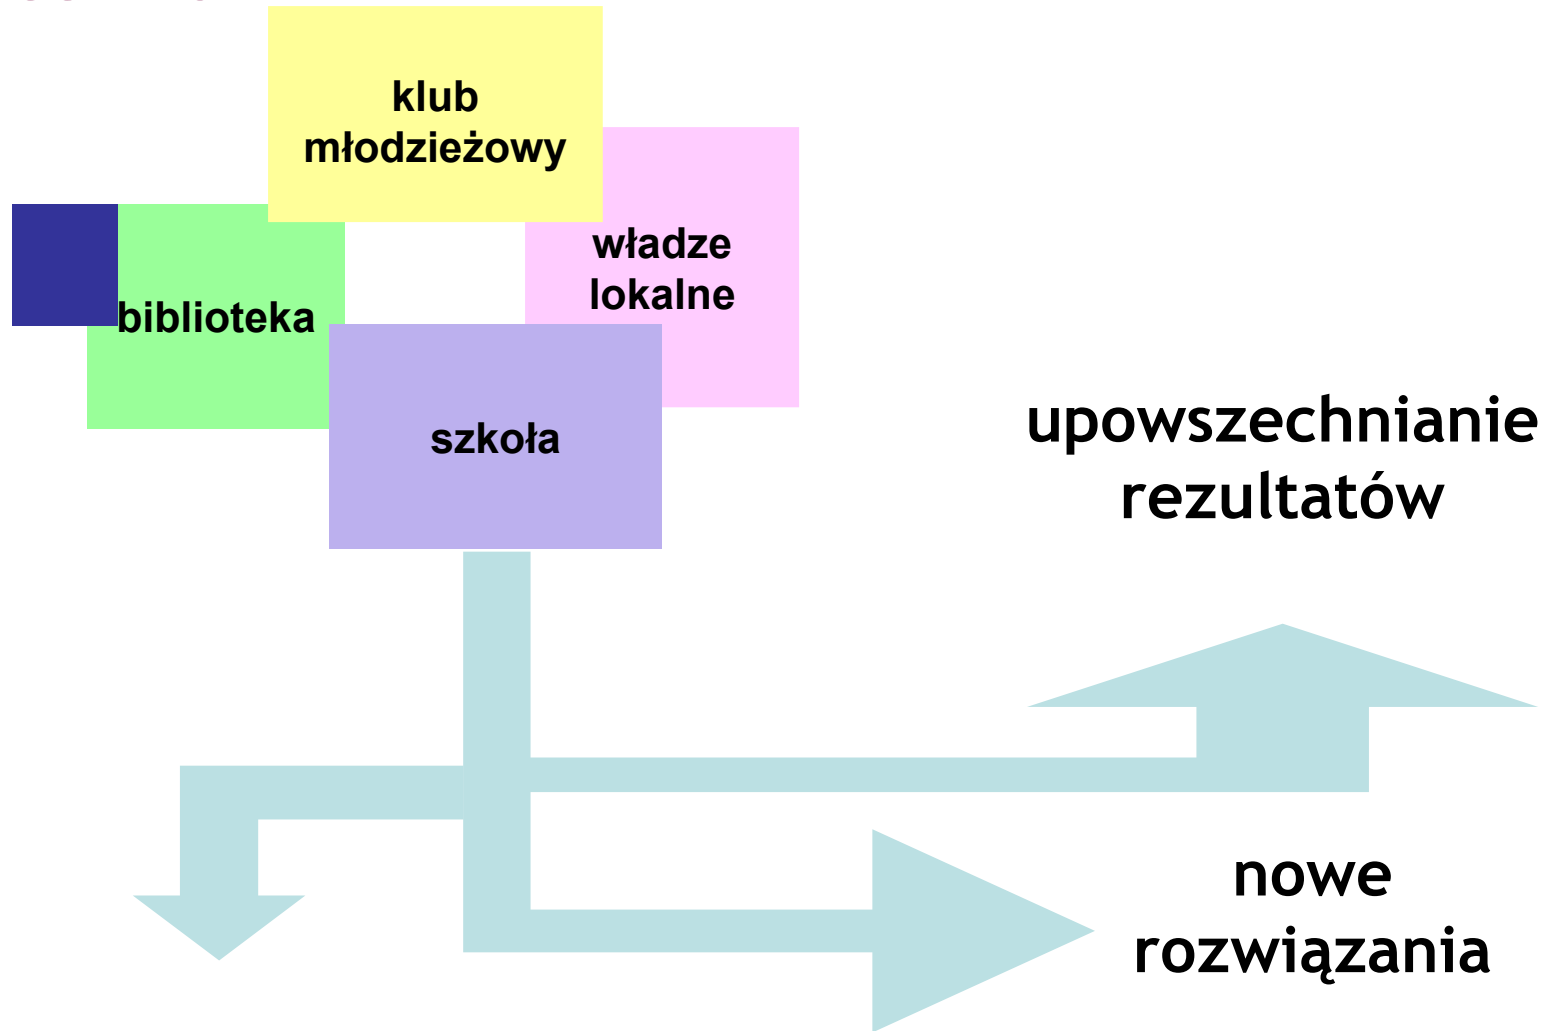 klub
młodzieżowy
władze
lokalne
biblioteka
szkoła
upowszechnianie
rezultatów
nowe
rozwiązania